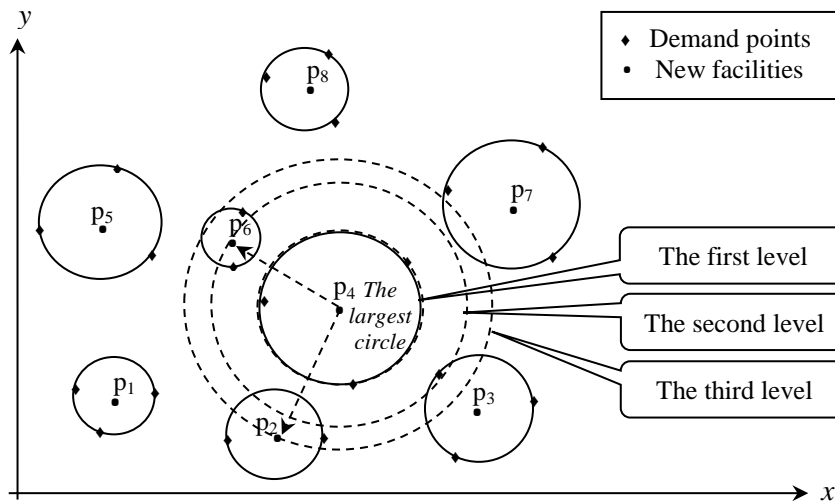 y
Demand points
New facilities
p8
p7
p5
p6
The first level
p4 The
largest
circle
The second level
The third level
p1
p3
p2
x